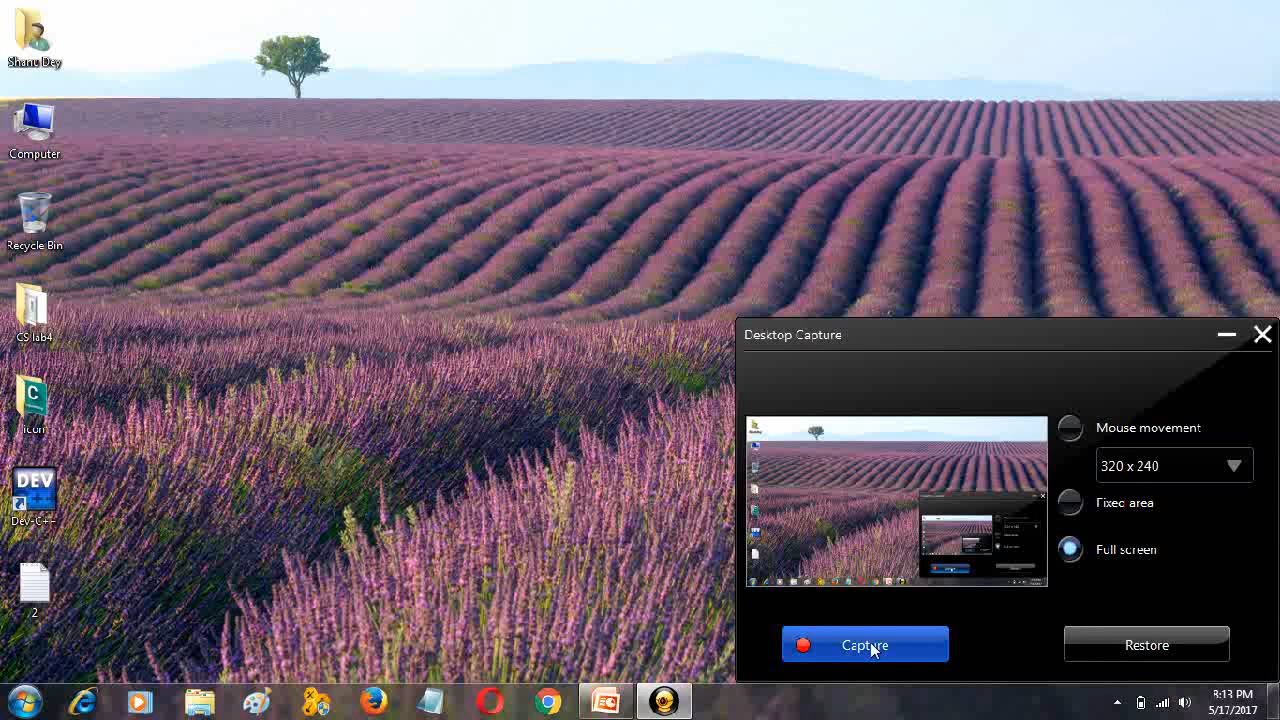 Shanu Dey
Computer
Recycle Bin
CS lab4
icon
DEV
Dev-C++
2
Desktop Capture
Mouse movement
320 x 240
Fixed area
Full screen
Capture
Restore
8:13 PM
5/17/2017